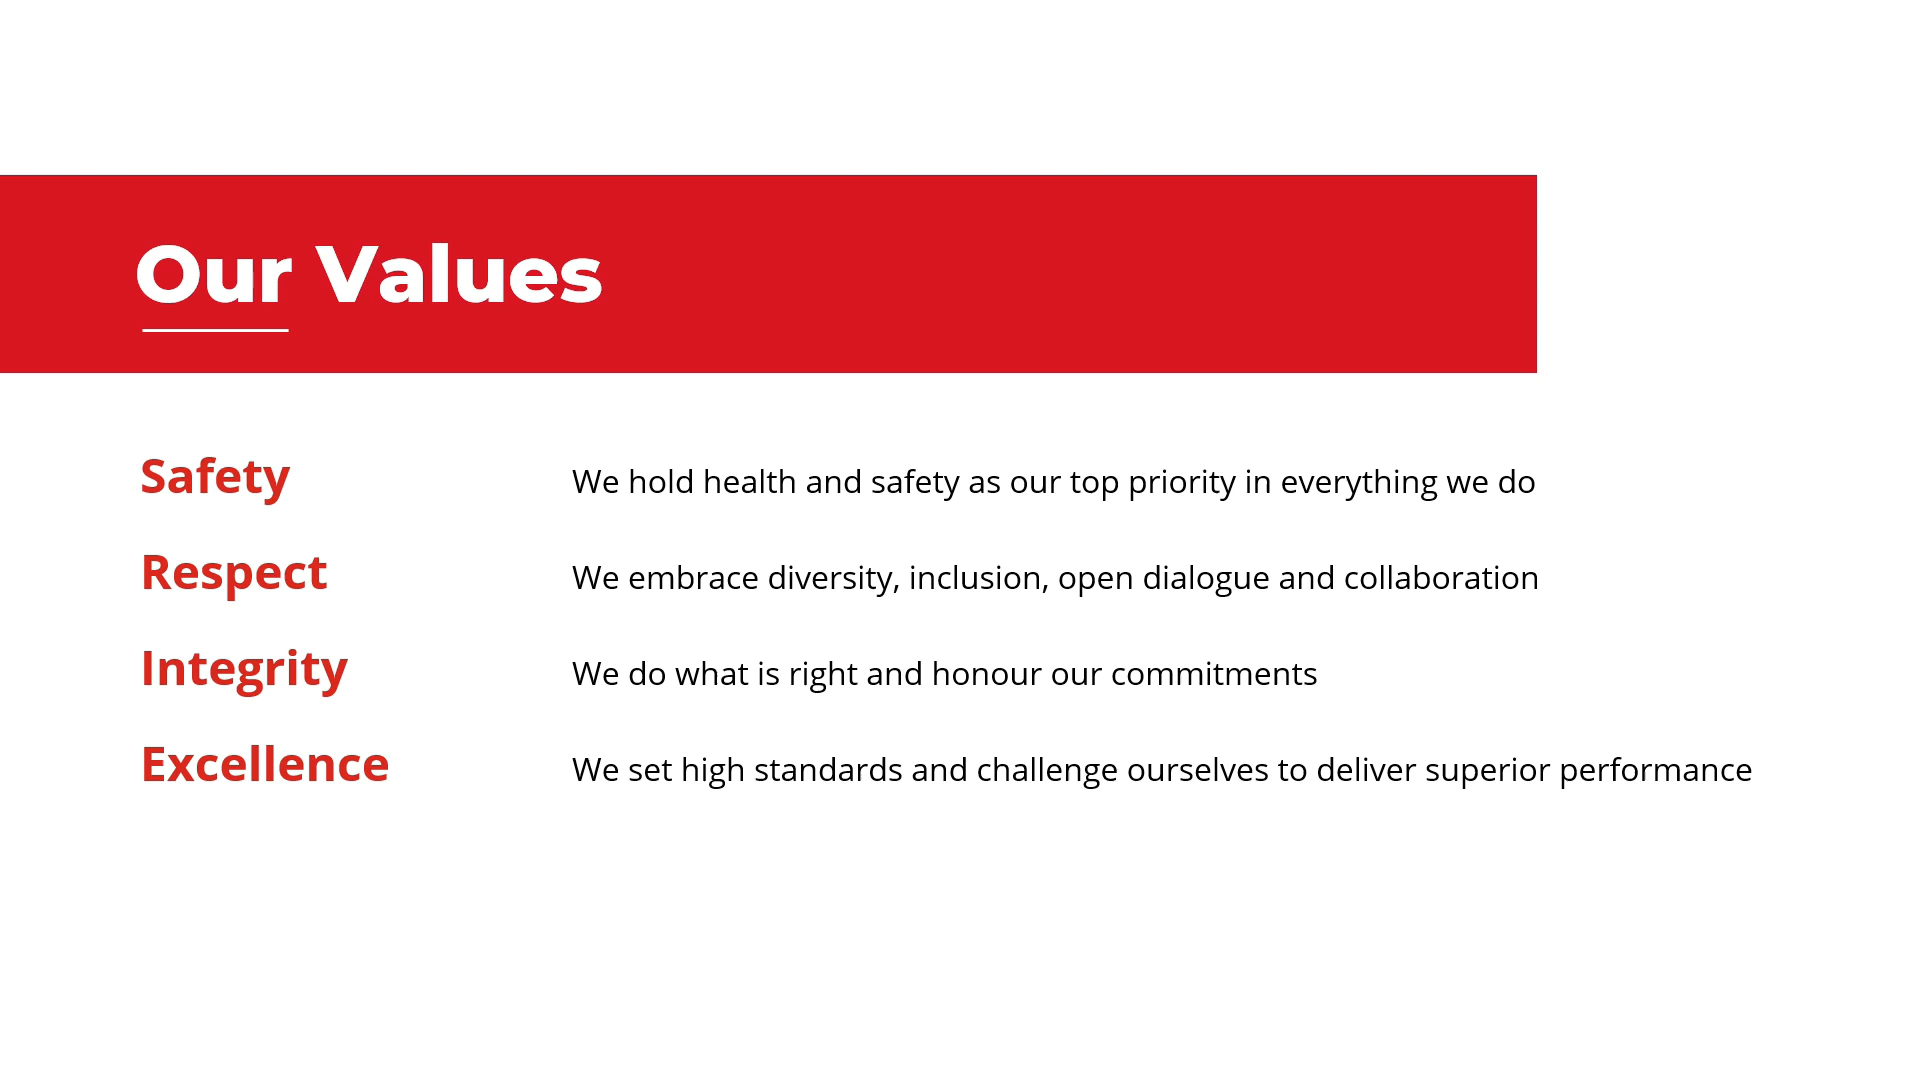 Our Values
Safety We hold health and safety as our top priority in everything we do
Respect We embrace diversity, inclusion, open dialogue and collaboration
Integrity We do what is right and honour our commitments
Excellence We set high standards and challenge ourselves to deliver superior performance